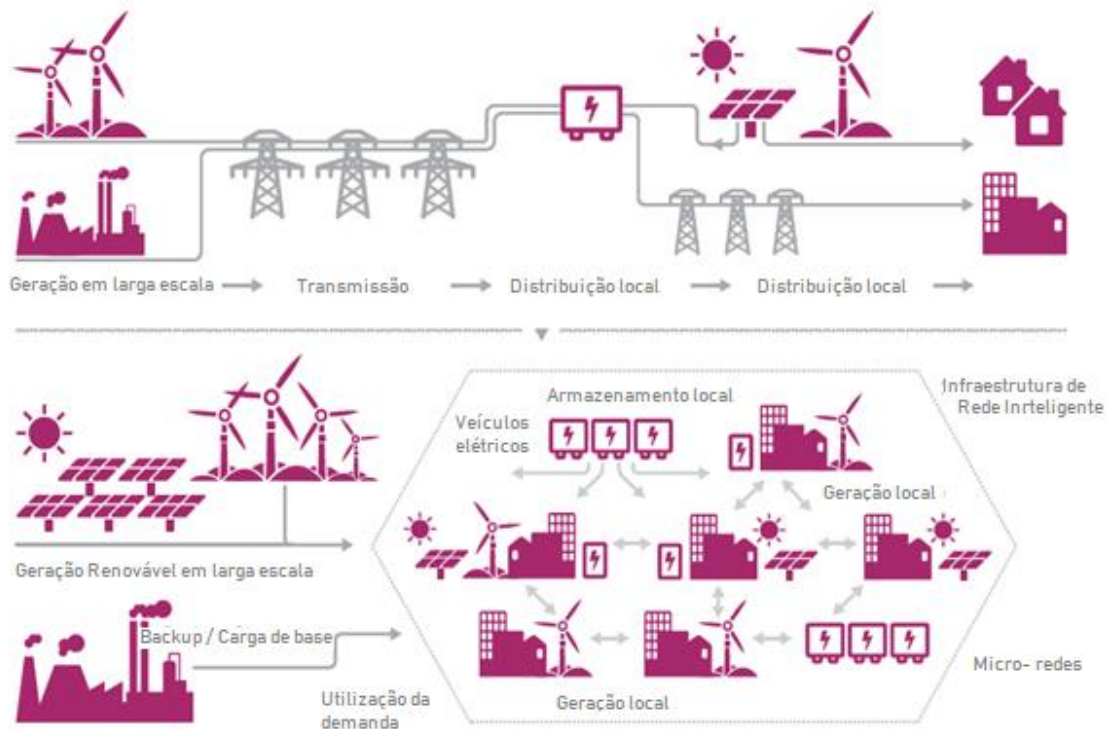 Geração em larga escala
Transmissão
Distribuição local
Distribuição local
Armazenamento local
Veículos
elétricos
Infraestrutura de
Rede Inrteligente
Geração local
Geração Renovável em larga escala
Backup / Carga de base
Utilização da
demanda
Geração local
Micro- redes